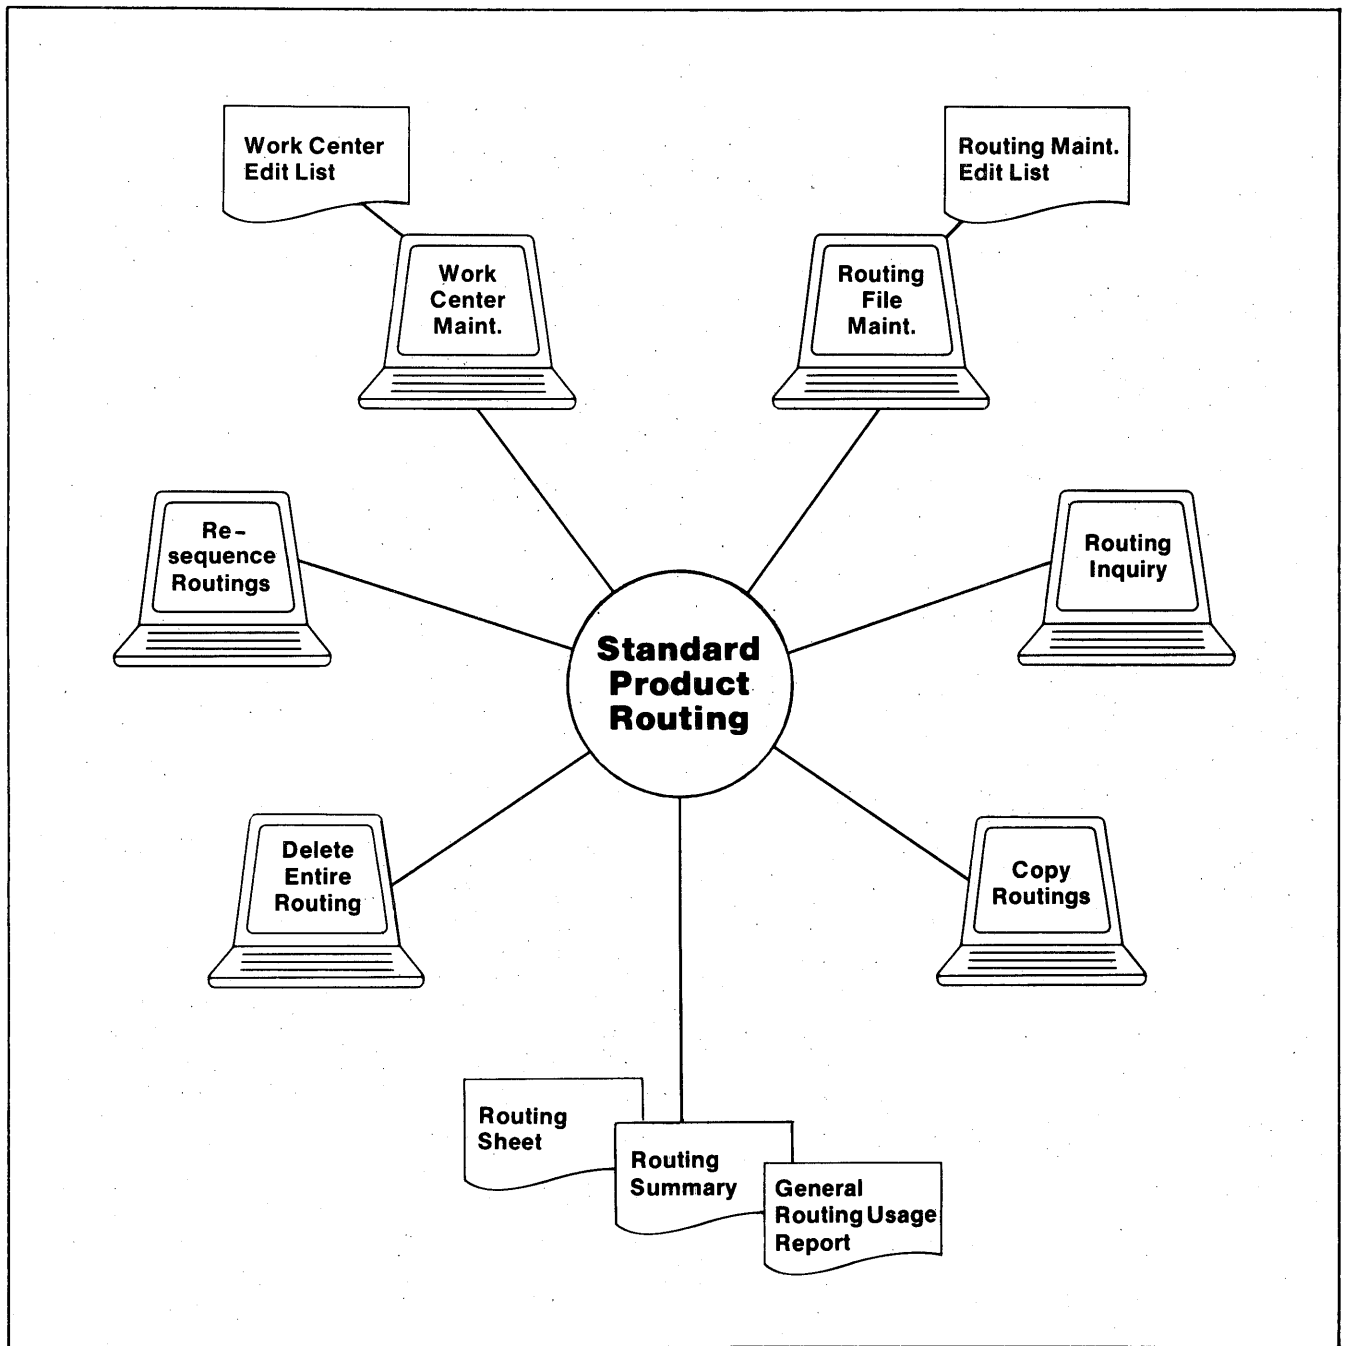 Work Center
Edit List
Routing Maint.
Edit List
Work
Center
Maint.
Routing
File
Maint.
Re-
sequence
Routings
Routing
Inquiry
Standard
Product
Routing
Delete
Entire
Routing
Copy
Routings
Routing
Sheet
Routing
Summary
General
Routing Usage
Report